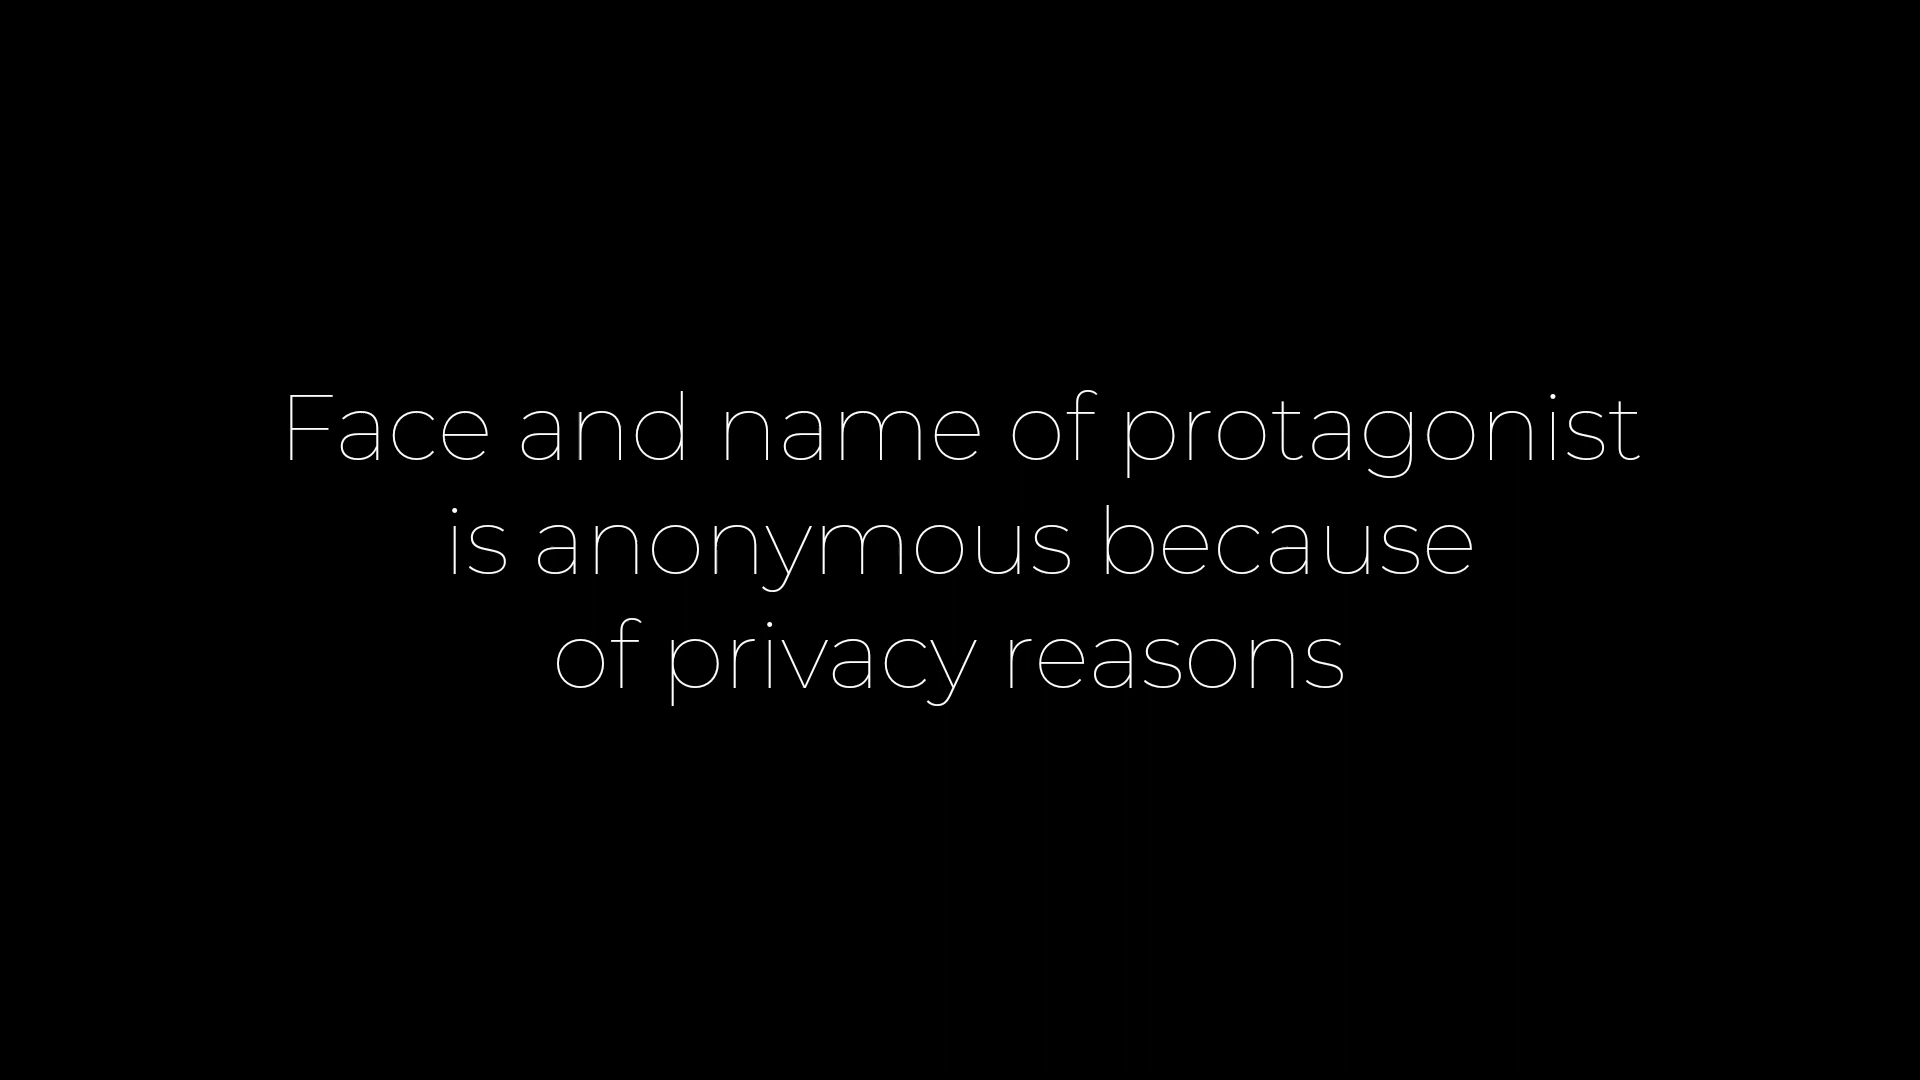 Face and name of protagonist
is anonymous because
of privacy reasons